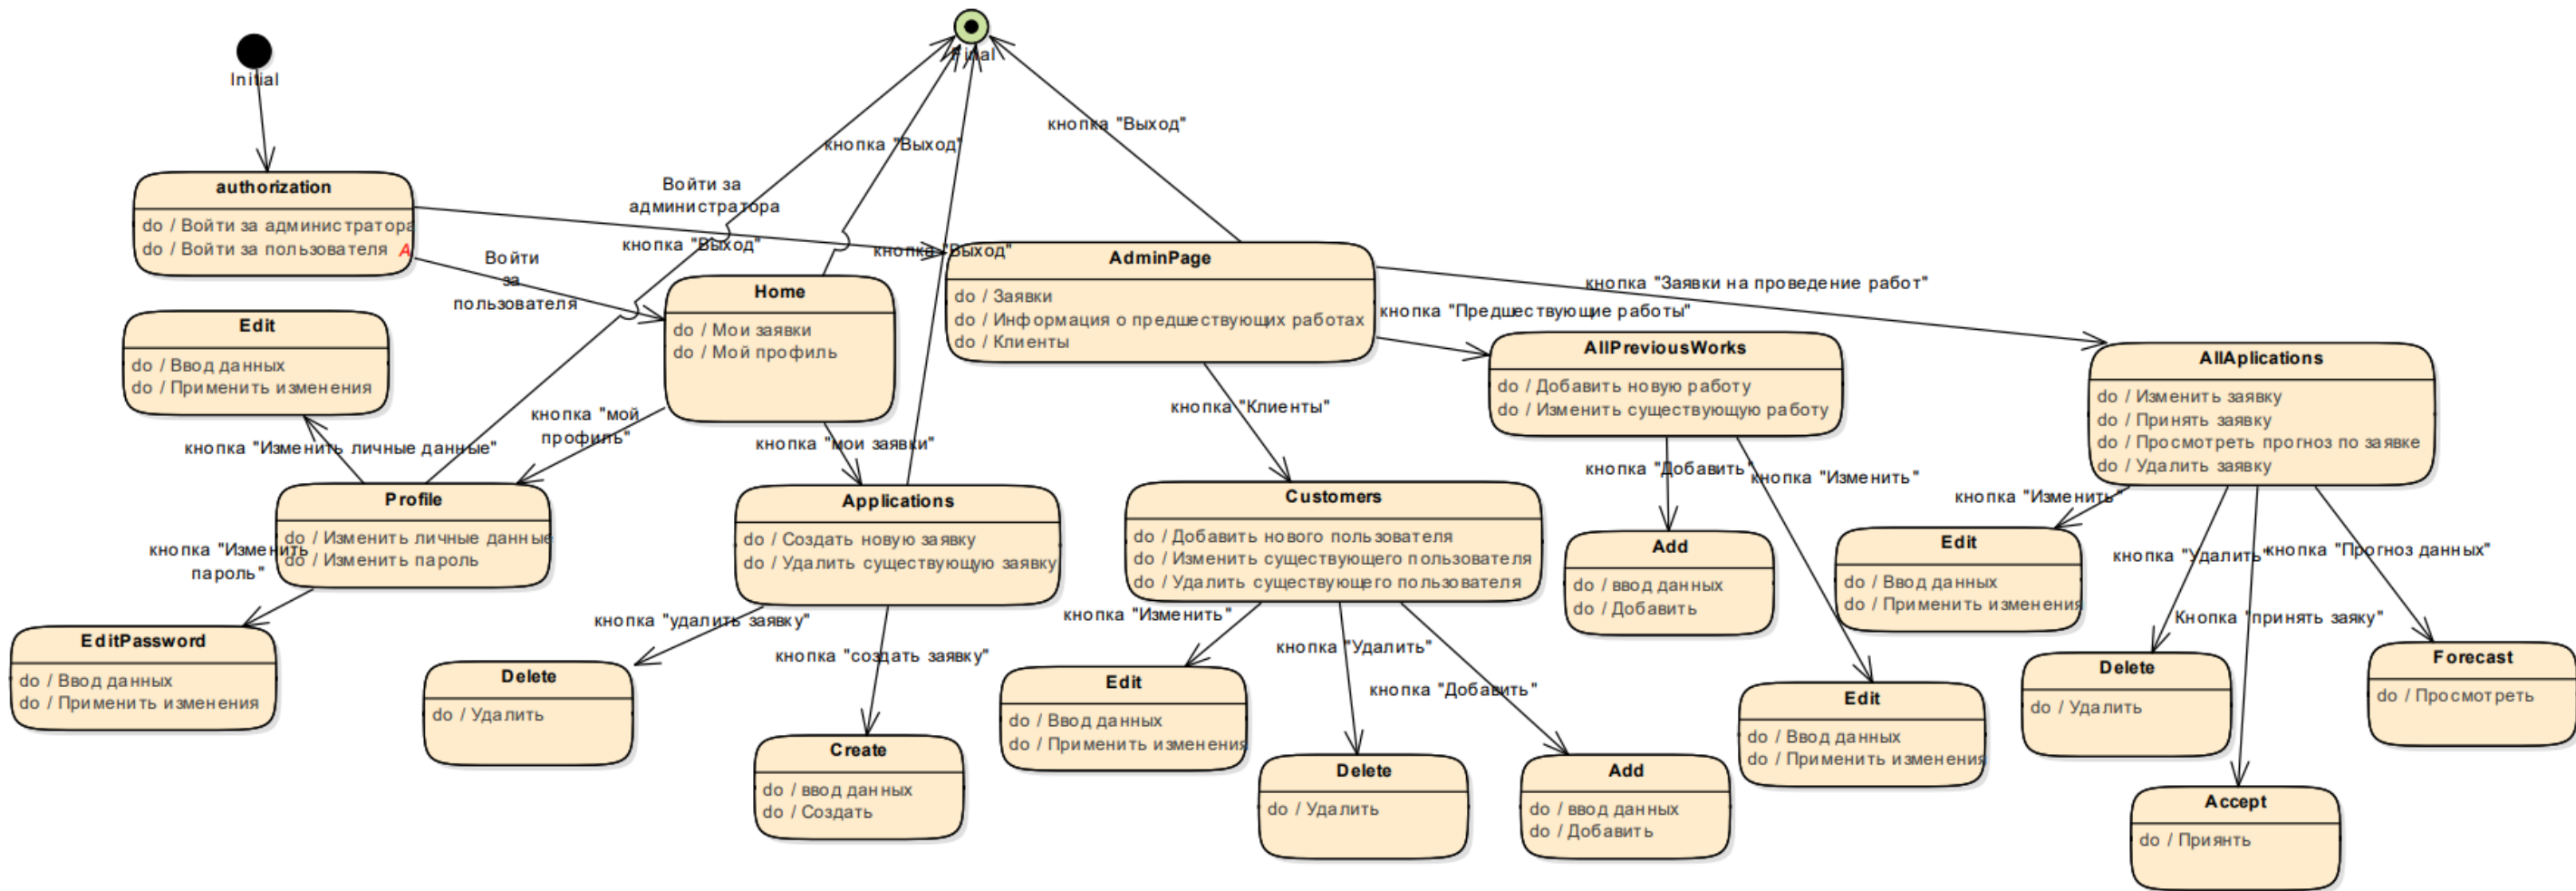 Final
Initial
кнопка "Выход"
кнопка "Выход"
Войти за
администратора
кнопка "Выход"
кнопка "Выход"
authorization
do / Войти за администратора
do / Войти за пользователя A
Войти
за
пользователя
Home
do / Мои заявки
do / Мой профиль
AdminPage
do / Заявки
do / Информация о предшествующих работах
do / Клиенты
кнопка "Заявки на проведение работ"
кнопка "Предшествующие работы"
Edit
do / Ввод данных
do / Применить изменения
AllPreviousWorks
do / Добавить новую работу
do / Изменить существующую работу
AllAplications
do / Изменить заявку
do / Принять заявку
do / Просмотреть прогноз по заявке
do / Удалить заявку
кнопка "Изменить личные данные"
кнопка "мой
профиль"
кнопка "мои заявки"
кнопка "Клиенты"
кнопка "Добавить"
кнопка "Изменить"
кнопка "Изменить"
Profile
do / Изменить личные данные
do / Изменить пароль
Applications
do / Создать новую заявку
do / Удалить существующую заявку
Customers
do / Добавить нового пользователя
do / Изменить существующего пользователя
do / Удалить существующего пользователя
Add
do / ввод данных
do / Добавить
Edit
do / Ввод данных
do / Применить изменения
кнопка "Удалить"
кнопка "Прогноз данных"
кнопка "Изменить
пароль"
кнопка "удалить заявку"
кнопка "создать заявку"
кнопка "Изменить"
кнопка "Удалить"
кнопка "Добавить"
Кнопка "принять заяку"
EditPassword
do / Ввод данных
do / Применить изменения
Delete
do / Удалить
Create
do / ввод данных
do / Создать
Edit
do / Ввод данных
do / Применить изменения
Delete
do / Удалить
Add
do / ввод данных
do / Добавить
Edit
do / Ввод данных
do / Применить изменения
Delete
do / Удалить
Forecast
do / Просмотреть
Accept
do / Приянть